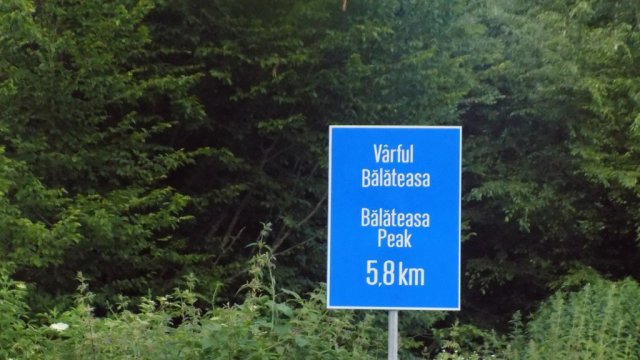 Vârful
Bălăteasa
Bălăteasa
Peak
5,8 km